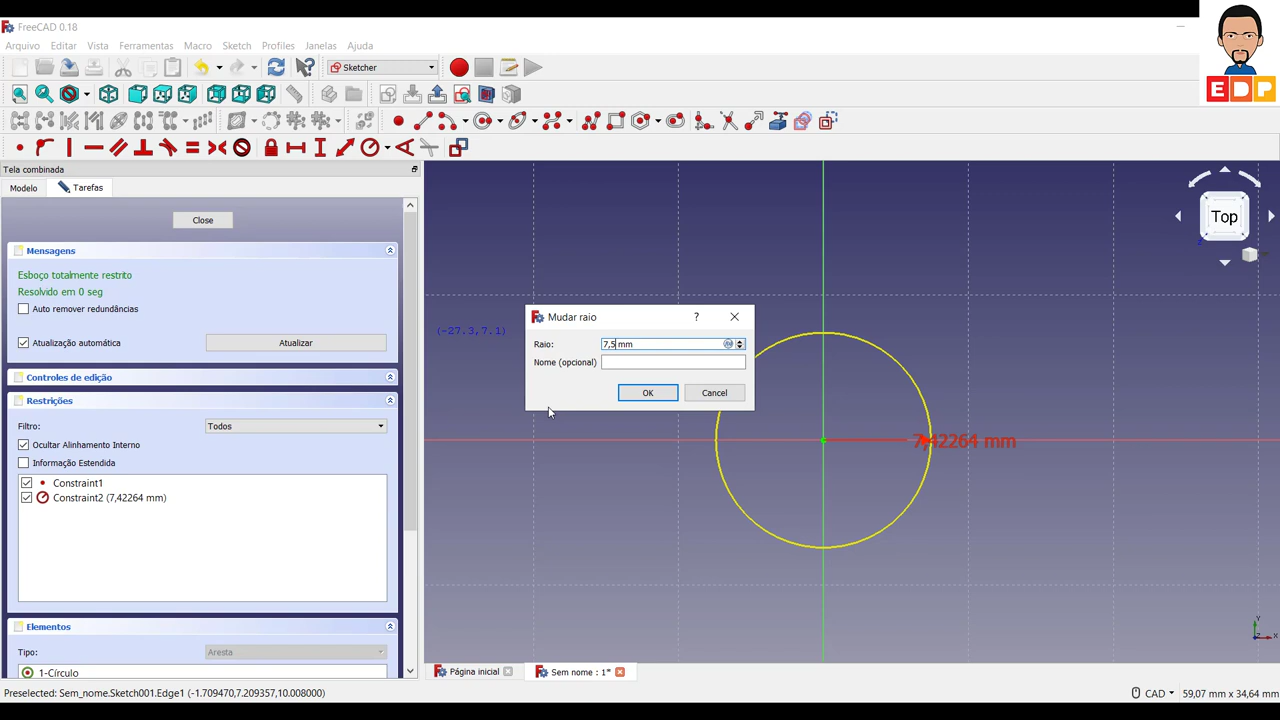 FreeCAD 0.18
Arquivo Editar Vista Ferramentas Macro Sketch Profiles Janelas Ajuda
Sketcher
EDP
Tela combinada
Modelo Tarefas
Close
Mensagens
Esboço totalmente restrito
Resolvido em 0 seg
Auto remover redundâncias
Atualização automática Atualizar
Controles de edição
Restrições
Filtro: Todos
Ocultar Alinhamento Interno
Informação Estendida
Constraint1
Constraint2 (7,42264 mm)
Elementos
Tipo: Aresta
1-Círculo
Top
(-27.3,7.1)
Mudar raio ?
Raio: 7,5 mm
Nome (opcional)
OK Cancel
7,42264 mm
Y
Z X
Página inicial Sem nome : 1*
Preselected: Sem_nome.Sketch001.Edge1 (-1.709470,7.209357,10.008000) CAD 59,07 mm x 34,64 mm